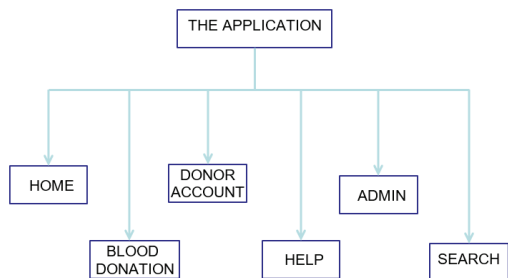 THE APPLICATION
HOME
DONOR
ACCOUNT
ADMIN
BLOOD
DONATION
HELP
SEARCH